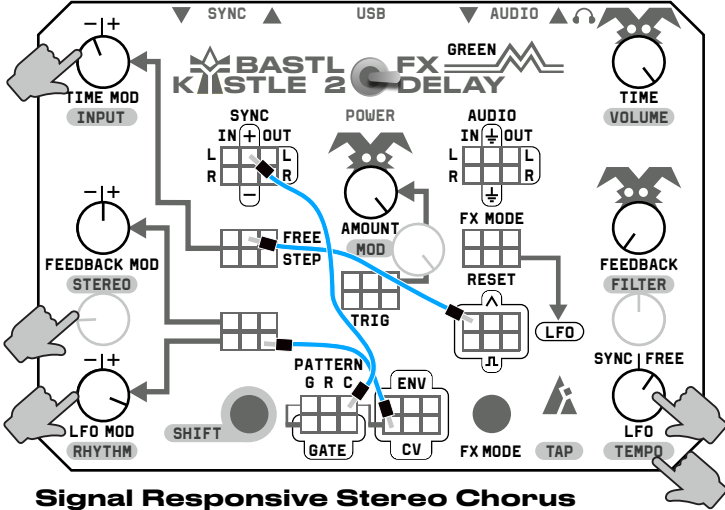 SYNC USB AUDIO
BASTL FX
KASTLE 2 DELAY
GREEN
TIME MOD
INPUT
TIME
VOLUME
SYNC
IN + OUT
L L
R R
−
POWER
AMOUNT
MOD
AUDIO
IN OUT
L L
R R
FREE
STEP
FX MODE
FEEDBACK MOD
STEREO
FEEDBACK
FILTER
TRIG
RESET
LFO
PATTERN
G R C
ENV
GATE
CV
SYNC FREE
LFO MOD
RHYTHM
SHIFT
FX MODE
TAP
LFO
TEMPO
Signal Responsive Stereo Chorus